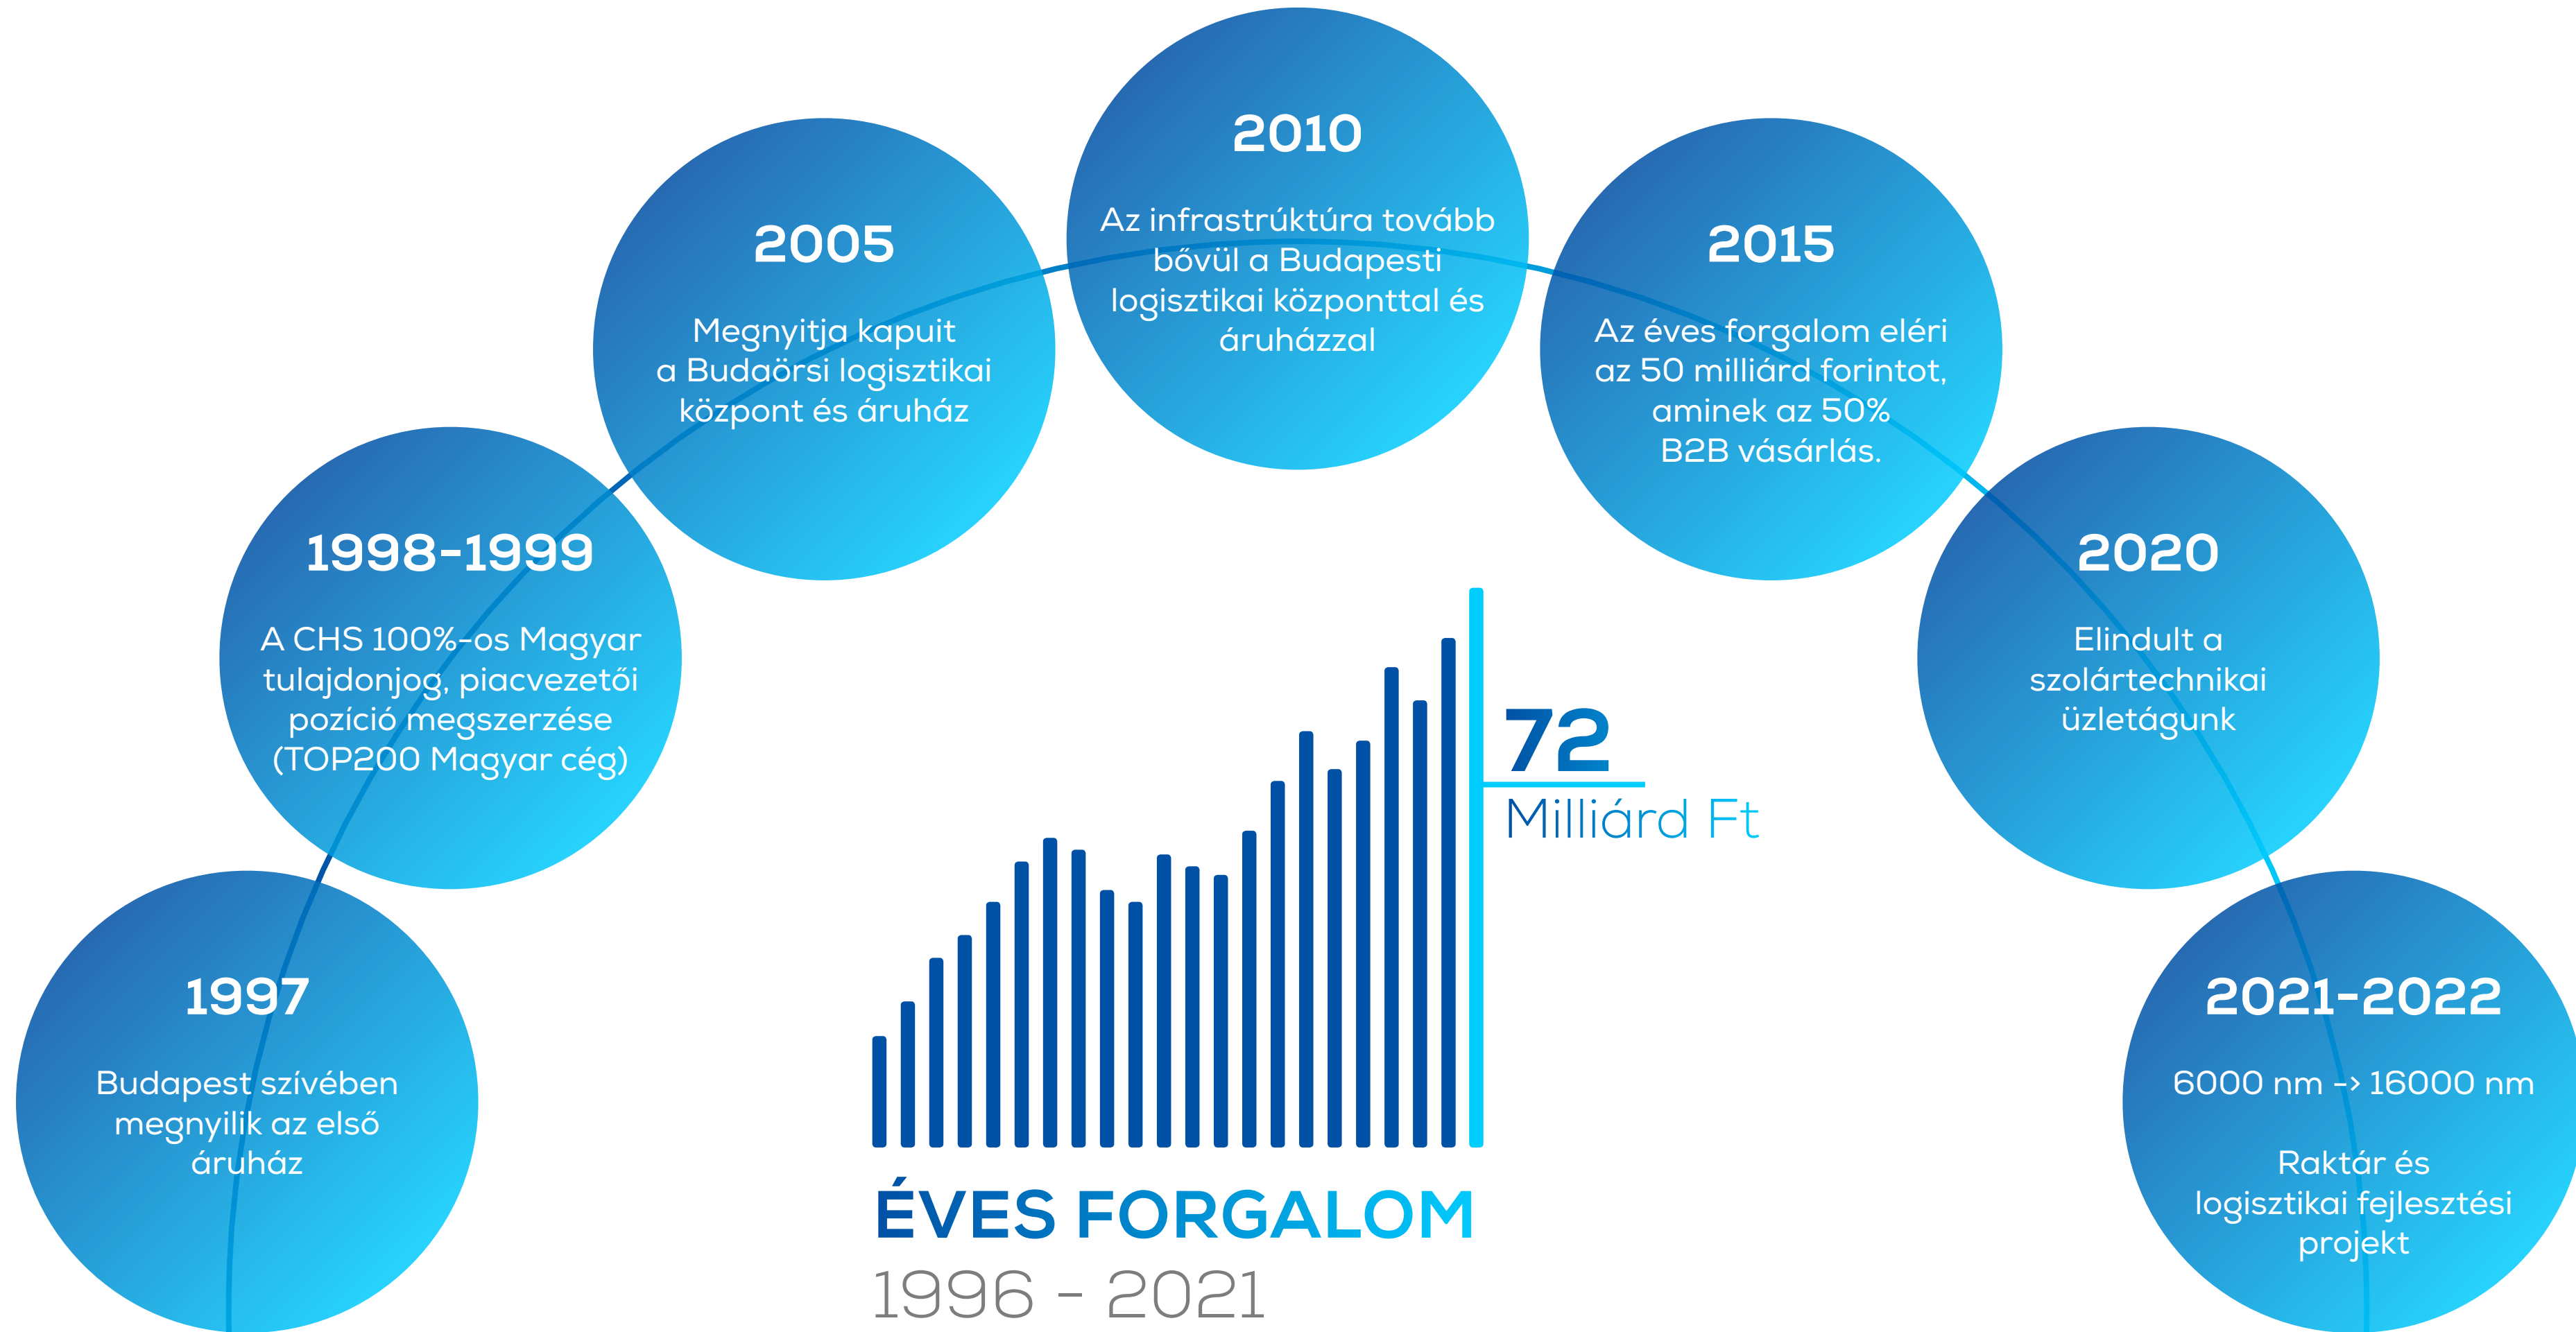 1997
Budapest szívében
megnyilik az első
áruház
1998-1999
A CHS 100%-os Magyar
tulajdonjog, piacvezetői
pozíció megszerzése
(TOP200 Magyar cég)
2005
Megnyitja kapuit
a Budaörsi logisztikai
központ és áruház
2010
Az infrastrúktúra tovább
bővül a Budapesti
logisztikai központtal és
áruházzal
2015
Az éves forgalom eléri
az 50 milliárd forintot,
aminek az 50%
B2B vásárlás.
2020
Elindult a
szolártechnikai
üzletágunk
2021-2022
6000 nm -> 16000 nm
Raktár és
logisztikai fejlesztési
projekt
72
Milliárd Ft
ÉVES FORGALOM
1996 - 2021